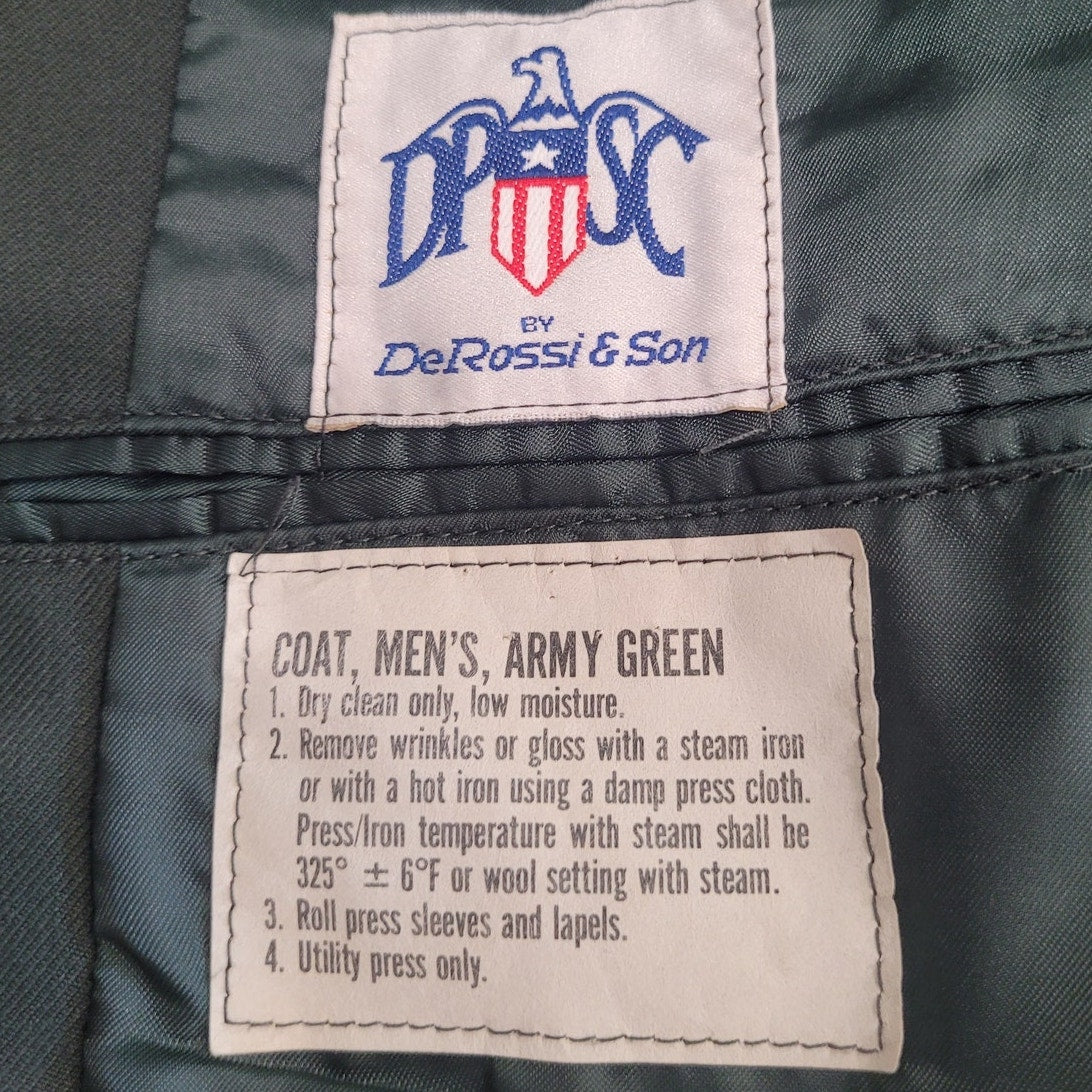 DPSC
BY
DeRossi & Son
COAT, MEN'S, ARMY GREEN
1. Dry clean only, low moisture.
2. Remove wrinkles or gloss with a steam iron
or with a hot iron using a damp press cloth.
Press/Iron temperature with steam shall be
325° ± 6°F or wool setting with steam.
3. Roll press sleeves and lapels.
4. Utility press only.